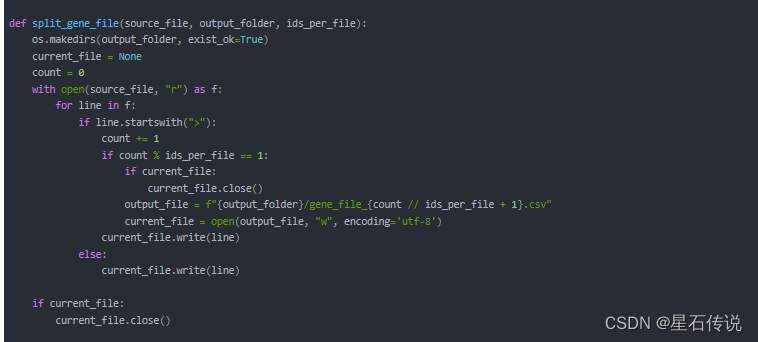 def split_gene_file(source_file, output_folder, ids_per_file):
    os.makedirs(output_folder, exist_ok=True)
    current_file = None
    count = 0
    with open(source_file, "r") as f:
        for line in f:
            if line.startswith(">"):
                count += 1
                if count % ids_per_file == 1:
                    if current_file:
                        current_file.close()
                    output_file = f"{output_folder}/gene_file_{count // ids_per_file + 1}.csv"
                    current_file = open(output_file, "w", encoding='utf-8')
                current_file.write(line)
            else:
                current_file.write(line)

    if current_file:
        current_file.close()
CSDN @星石传说